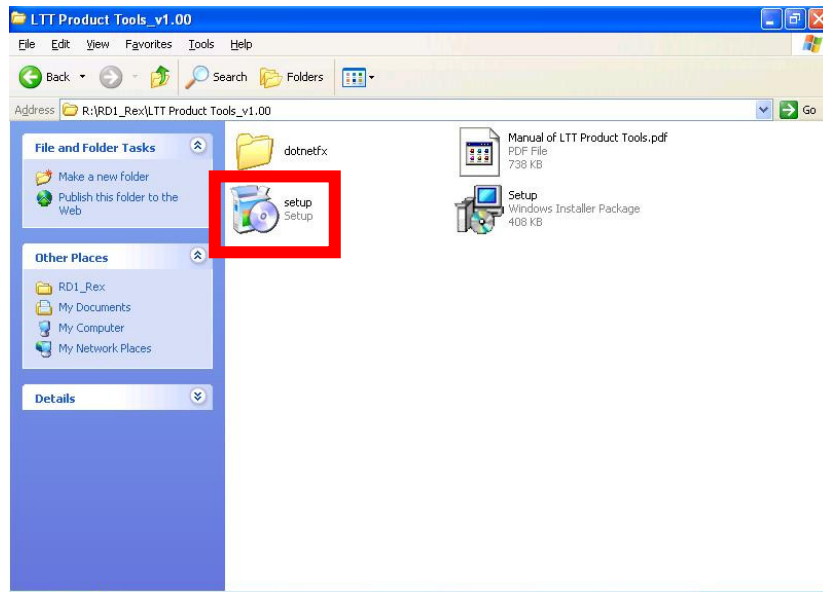 LTT Product Tools_v1.00
File Edit View Favorites Tools Help
Back Search Folders
Address R:\RD1_Rex\LTT Product Tools_v1.00 Go
File and Folder Tasks
Make a new folder
Publish this folder to the
Web
Other Places
RD1_Rex
My Documents
My Computer
My Network Places
Details
dotnetfx
Manual of LTT Product Tools.pdf
PDF File
738 KB
setup
Setup
Setup
Windows Installer Package
408 KB